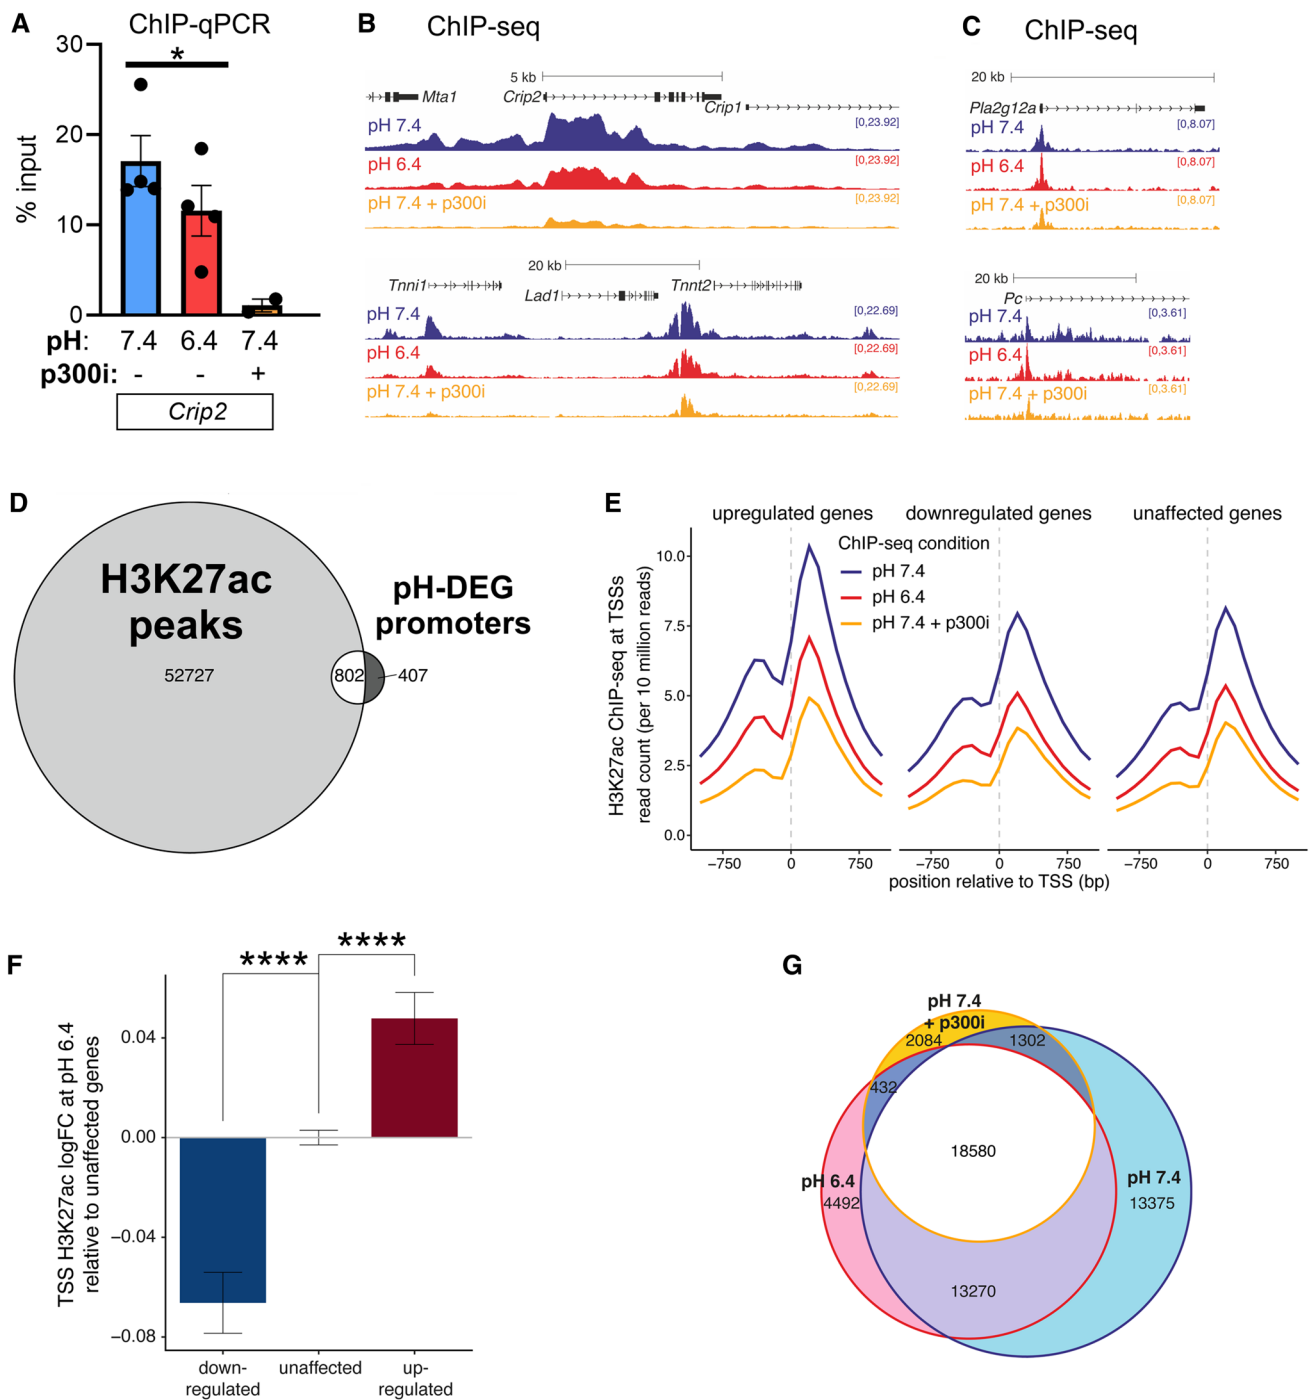 A
ChIP-qPCR
30
20
10
0
% input
*
pH: 7.4 6.4 7.4
p300i: - - +
Crip2
B
ChIP-seq
5 kb
Mta1 Crip2 Crip1
pH 7.4 [0,23.92]
pH 6.4 [0,23.92]
pH 7.4 + p300i [0,23.92]
20 kb
Tnni1 Lad1 Tnnt2
pH 7.4 [0,22.69]
pH 6.4 [0,22.69]
pH 7.4 + p300i [0,22.69]
C
ChIP-seq
20 kb
Pla2g12a
pH 7.4 [0,8.07]
pH 6.4 [0,8.07]
pH 7.4 + p300i [0,8.07]
20 kb
Pc
pH 7.4 [0,3.61]
pH 6.4 [0,3.61]
pH 7.4 + p300i [0,3.61]
D
H3K27ac
peaks
52727
802
407
pH-DEG
promoters
E
upregulated genes downregulated genes unaffected genes
ChIP-seq condition
pH 7.4
pH 6.4
pH 7.4 + p300i
H3K27ac ChIP-seq at TSSs
read count (per 10 million reads)
10.0
7.5
5.0
2.5
0.0
−750 0 750 −750 0 750 −750 0 750
position relative to TSS (bp)
F
**** ****
TSS H3K27ac logFC at pH 6.4
relative to unaffected genes
0.04
0.00
−0.04
−0.08
down-
regulated
unaffected
up-
regulated
G
pH 7.4
+ p300i
2084
1302
432
18580
pH 6.4
4492
pH 7.4
13375
13270